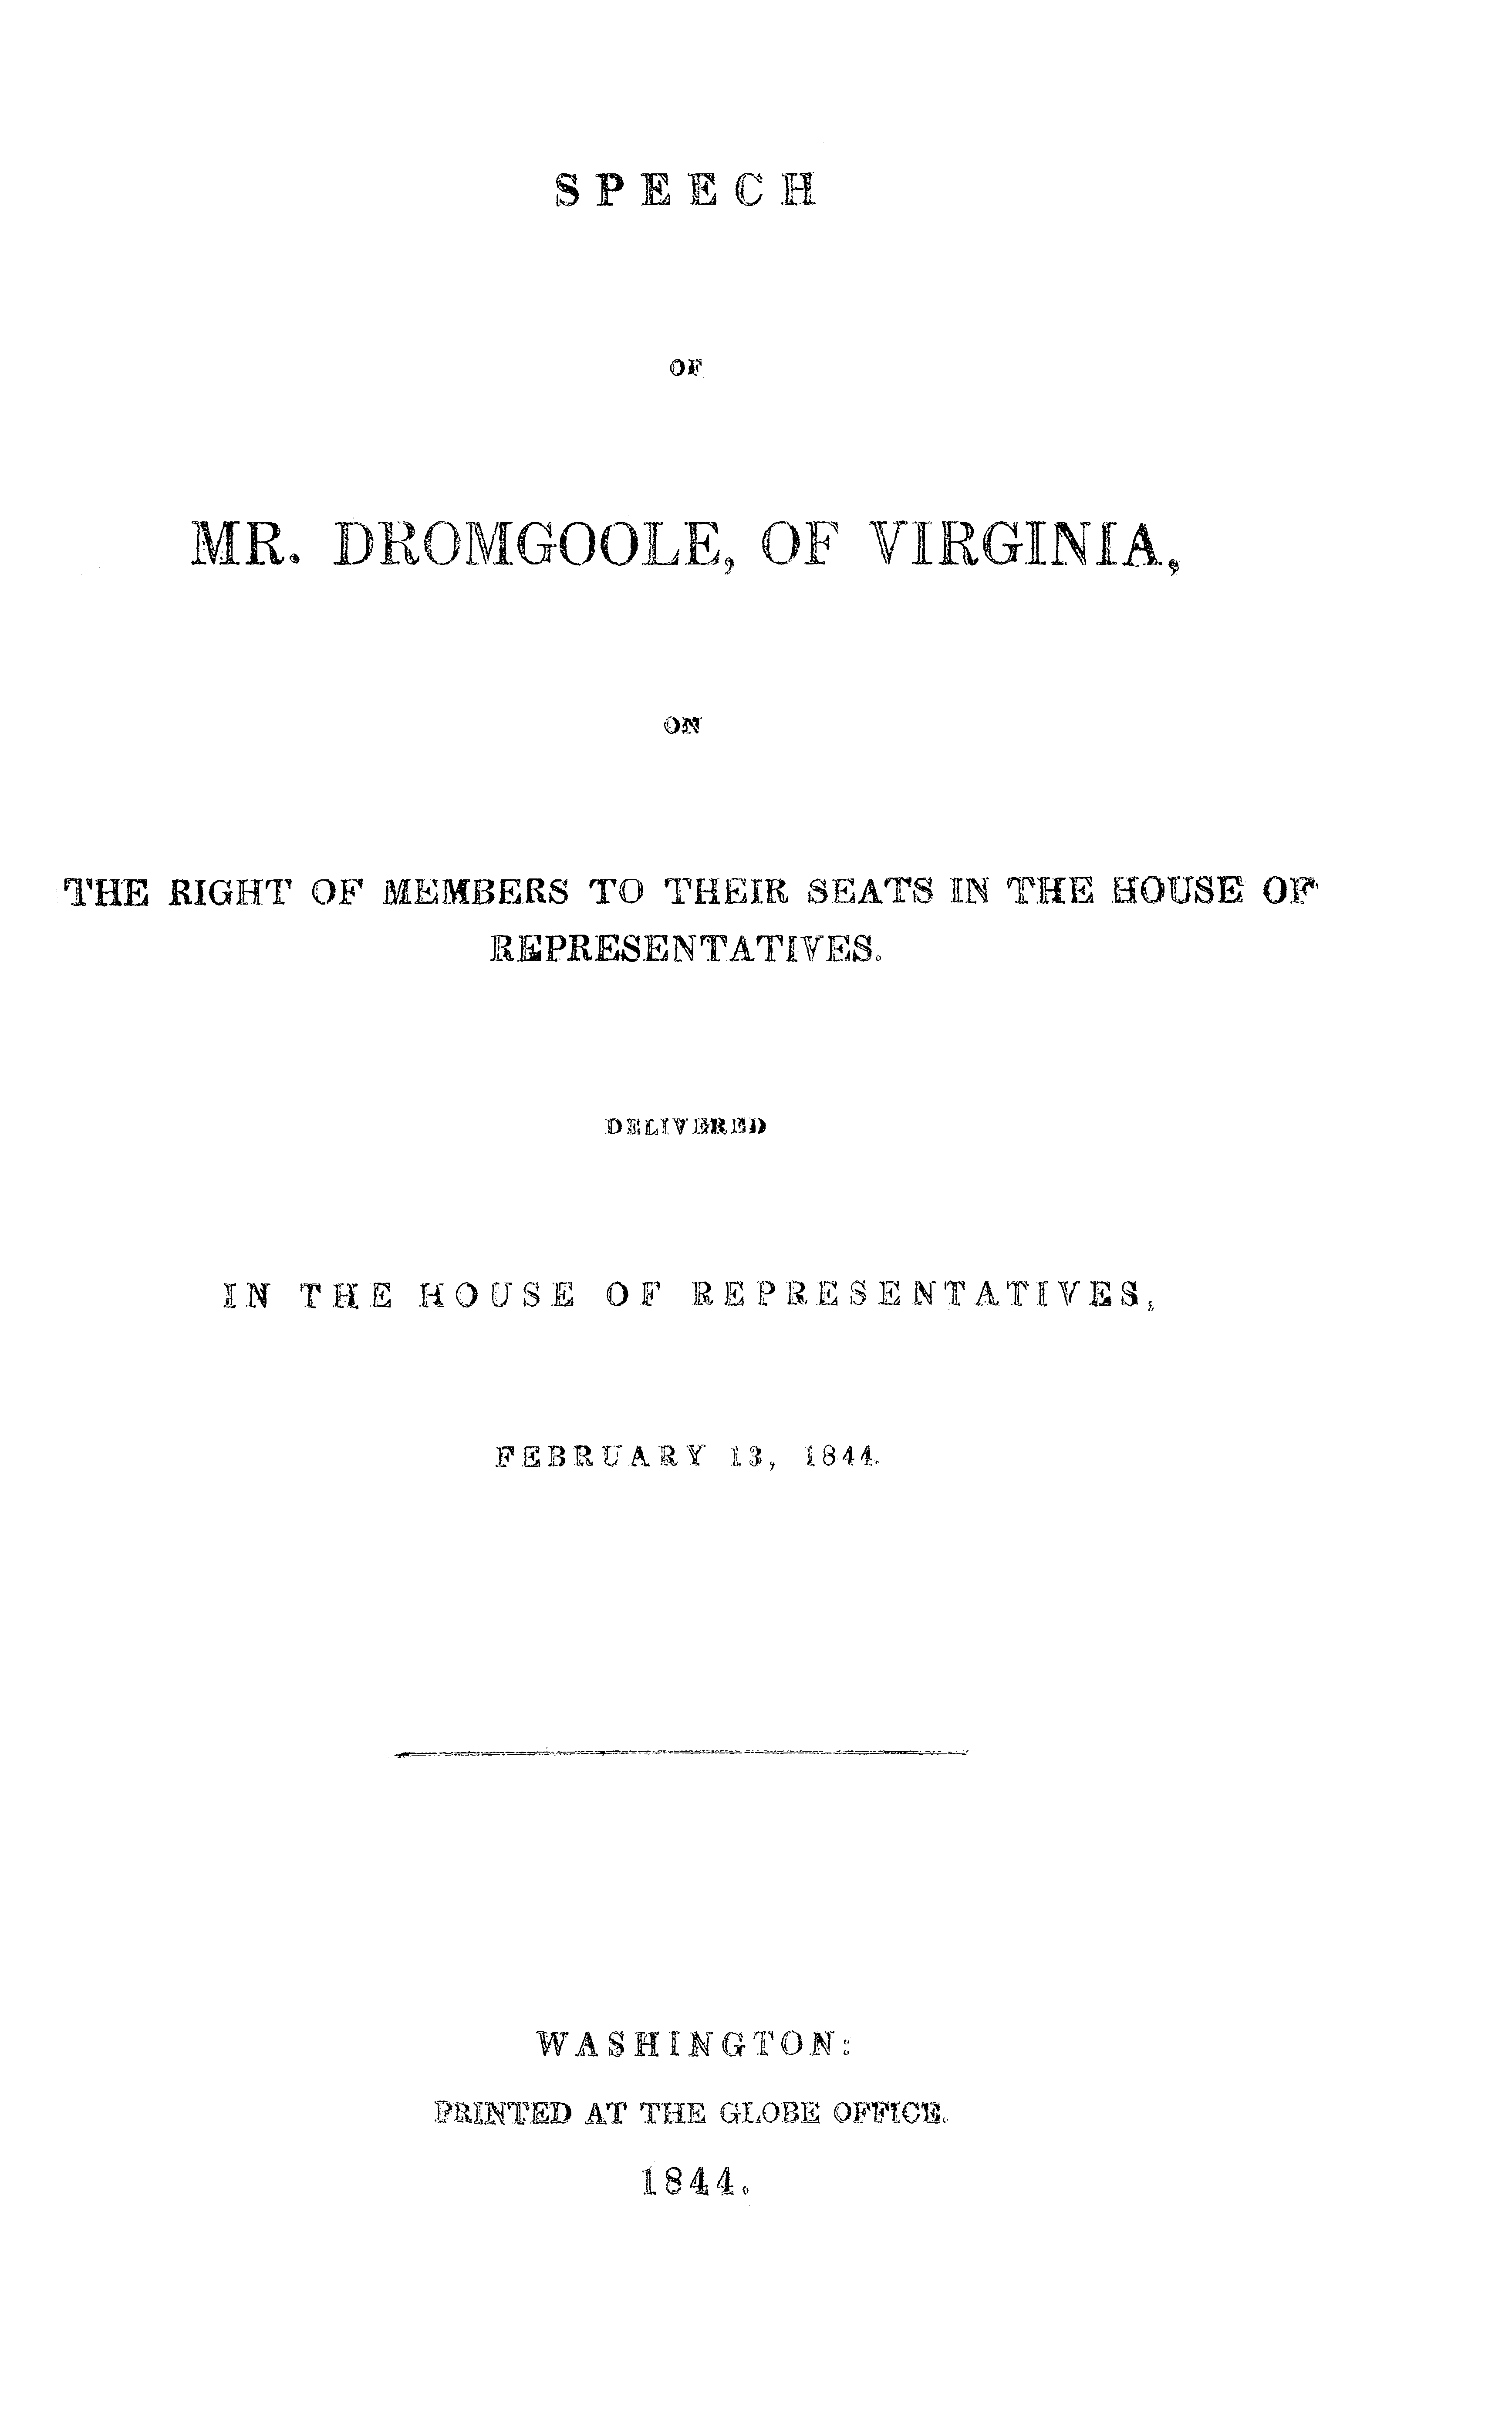 SPEECH
OF
MR. DROMGOOLE, OF VIRGINIA,
ON
THE RIGHT OF MEMBERS TO THEIR SEATS IN THE HOUSE OF
REPRESENTATIVES.
DELIVERED
IN THE HOUSE OF REPRESENTATIVES,
FEBRUARY 13, 1844.
WASHINGTON:
PRINTED AT THE GLOBE OFFICE.
1844.